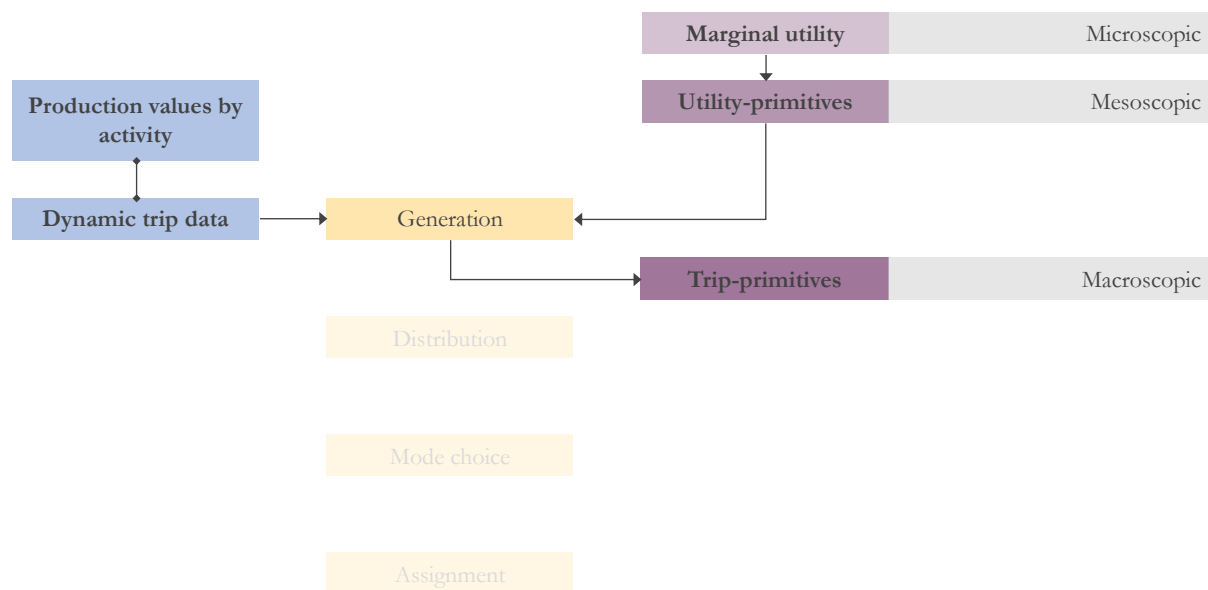 Marginal utility
Microscopic
Production values by
activity
Utility-primitives
Mesoscopic
Dynamic trip data
Generation
Trip-primitives
Macroscopic
Distribution
Mode choice
Assignment